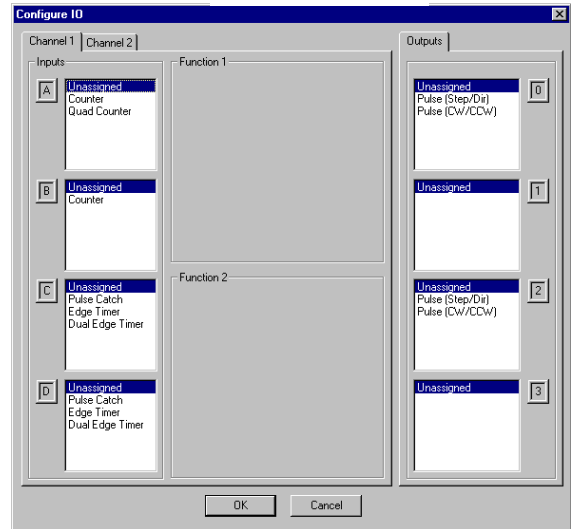 Configure IO
Channel 1
Channel 2
Outputs
Inputs
Function 1
A
Unassigned
Counter
Quad Counter
B
Unassigned
Counter
C
Unassigned
Pulse Catch
Edge Timer
Dual Edge Timer
D
Unassigned
Pulse Catch
Edge Timer
Dual Edge Timer
Function 2
Unassigned
Pulse (Step/Dir)
Pulse (CW/CCW)
0
Unassigned
1
Unassigned
Pulse (Step/Dir)
Pulse (CW/CCW)
2
Unassigned
3
OK
Cancel